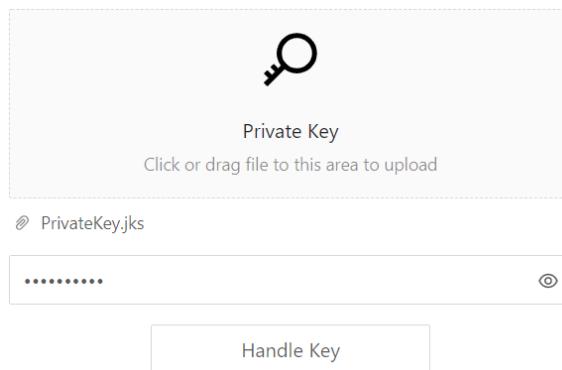 Private Key
Click or drag file to this area to upload
PrivateKey.jks
••••••••••
Handle Key